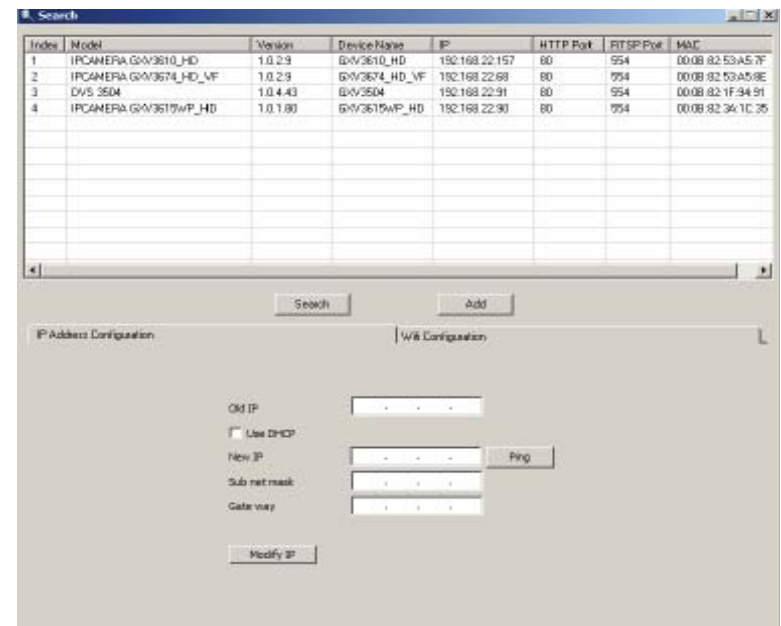 Search
Index Model Version Device Name IP HTTP Port RTSP Port MAC
1 IPCAMERA.GXV3610_HD 1.0.2.9 GXV3610_HD 192.168.22.157 80 554 00:0B:82:53:A5:7F
2 IPCAMERA.GXV3674_HD_VF 1.0.2.9 GXV3674_HD_VF 192.168.22.68 80 554 00:0B:82:53:A5:8E
3 DVS 3504 1.0.4.43 GXV3504 192.168.22.91 80 554 00:0B:82:1F:94:91
4 IPCAMERA.GXV3615WP_HD 1.0.1.80 GXV3615WP_HD 192.168.22.90 80 554 00:0B:82:3A:1C:35
Search Add
IP Address Configuration Wifi Configuration
Old IP
Use DHCP
New IP Ping
Sub net mask
Gate way
Modify IP